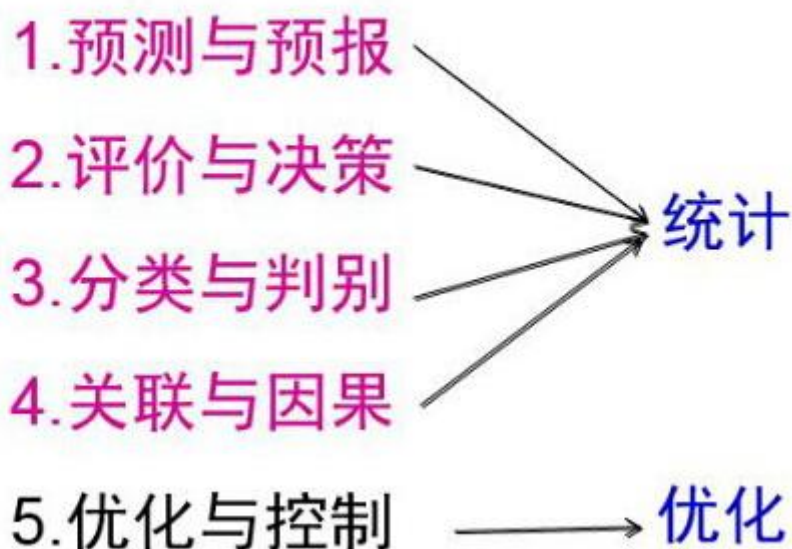 1.预测与预报
2.评价与决策
统计
3.分类与判别
4.关联与因果
5.优化与控制
优化